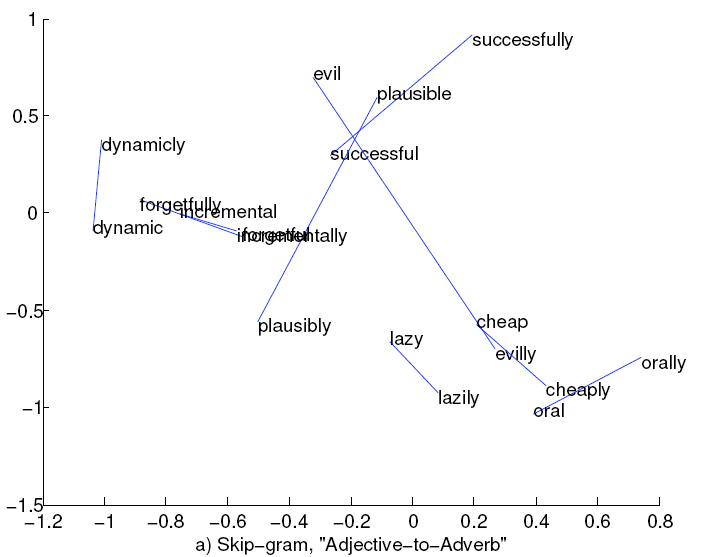 1
successfully
evil
plausible
0.5
dynamicly
successful
forgetfully
incremental
0
dynamic
forgetful
incrementally
−0.5
cheap
plausibly
lazy
evilly
orally
cheaply
lazily
oral
−1
−1.5
−1.2 −1 −0.8 −0.6 −0.4 −0.2 0 0.2 0.4 0.6 0.8
a) Skip−gram, "Adjective−to−Adverb"